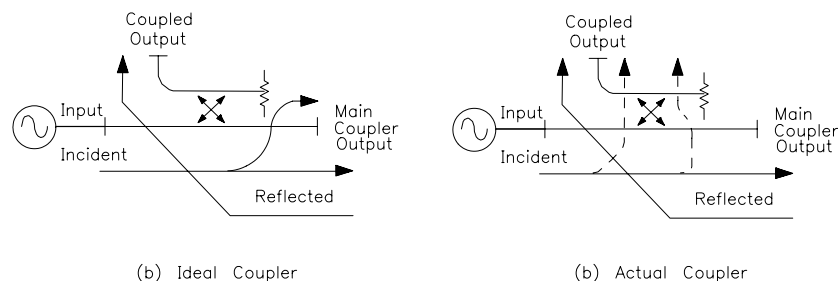 Coupled
Output
Input
Incident
Main
Coupler
Output
Reflected
(b) Ideal Coupler
Coupled
Output
Input
Incident
Main
Coupler
Output
Reflected
(b) Actual Coupler